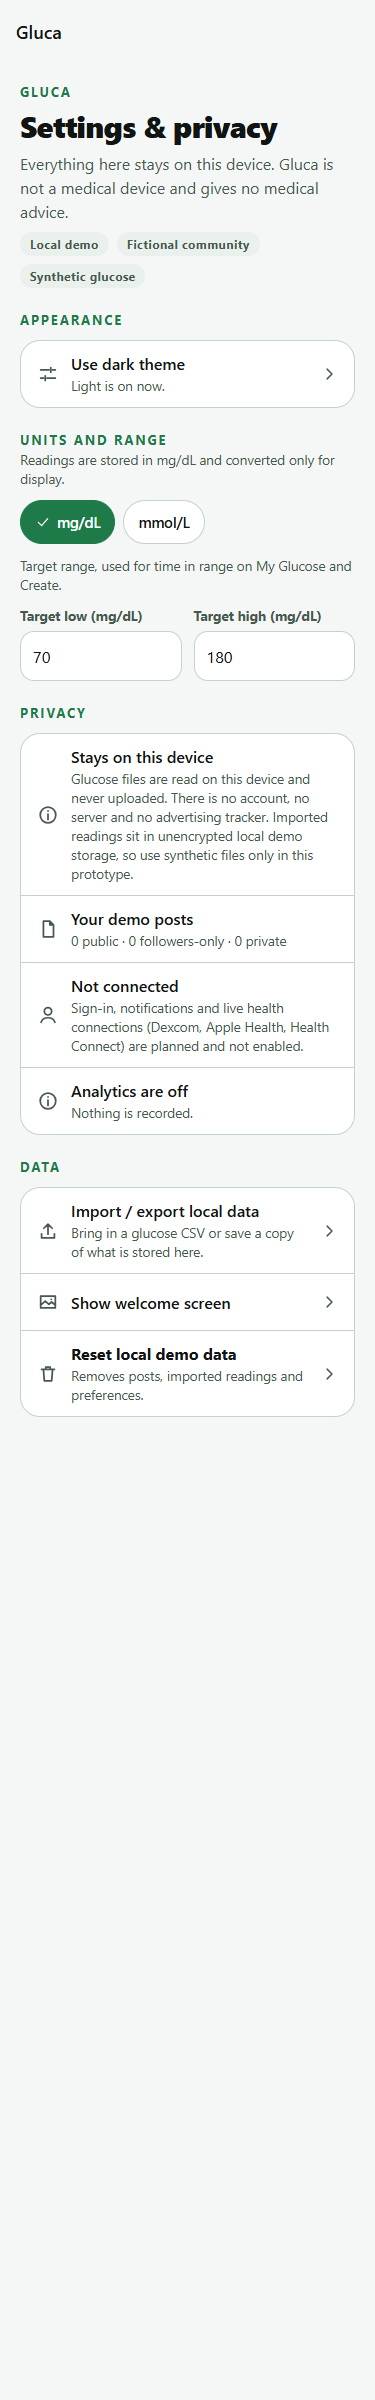 Gluca
GLUCA
Settings & privacy
Everything here stays on this device. Gluca is
not a medical device and gives no medical
advice.
Local demo
Fictional community
Synthetic glucose
APPEARANCE
Use dark theme
Light is on now.
UNITS AND RANGE
Readings are stored in mg/dL and converted only for
display.
mg/dL
mmol/L
Target range, used for time in range on My Glucose and
Create.
Target low (mg/dL)
Target high (mg/dL)
70
180
PRIVACY
Stays on this device
Glucose files are read on this device and
never uploaded. There is no account, no
server and no advertising tracker. Imported
readings sit in unencrypted local demo
storage, so use synthetic files only in this
prototype.
Your demo posts
0 public · 0 followers-only · 0 private
Not connected
Sign-in, notifications and live health
connections (Dexcom, Apple Health, Health
Connect) are planned and not enabled.
Analytics are off
Nothing is recorded.
DATA
Import / export local data
Bring in a glucose CSV or save a copy
of what is stored here.
Show welcome screen
Reset local demo data
Removes posts, imported readings and
preferences.